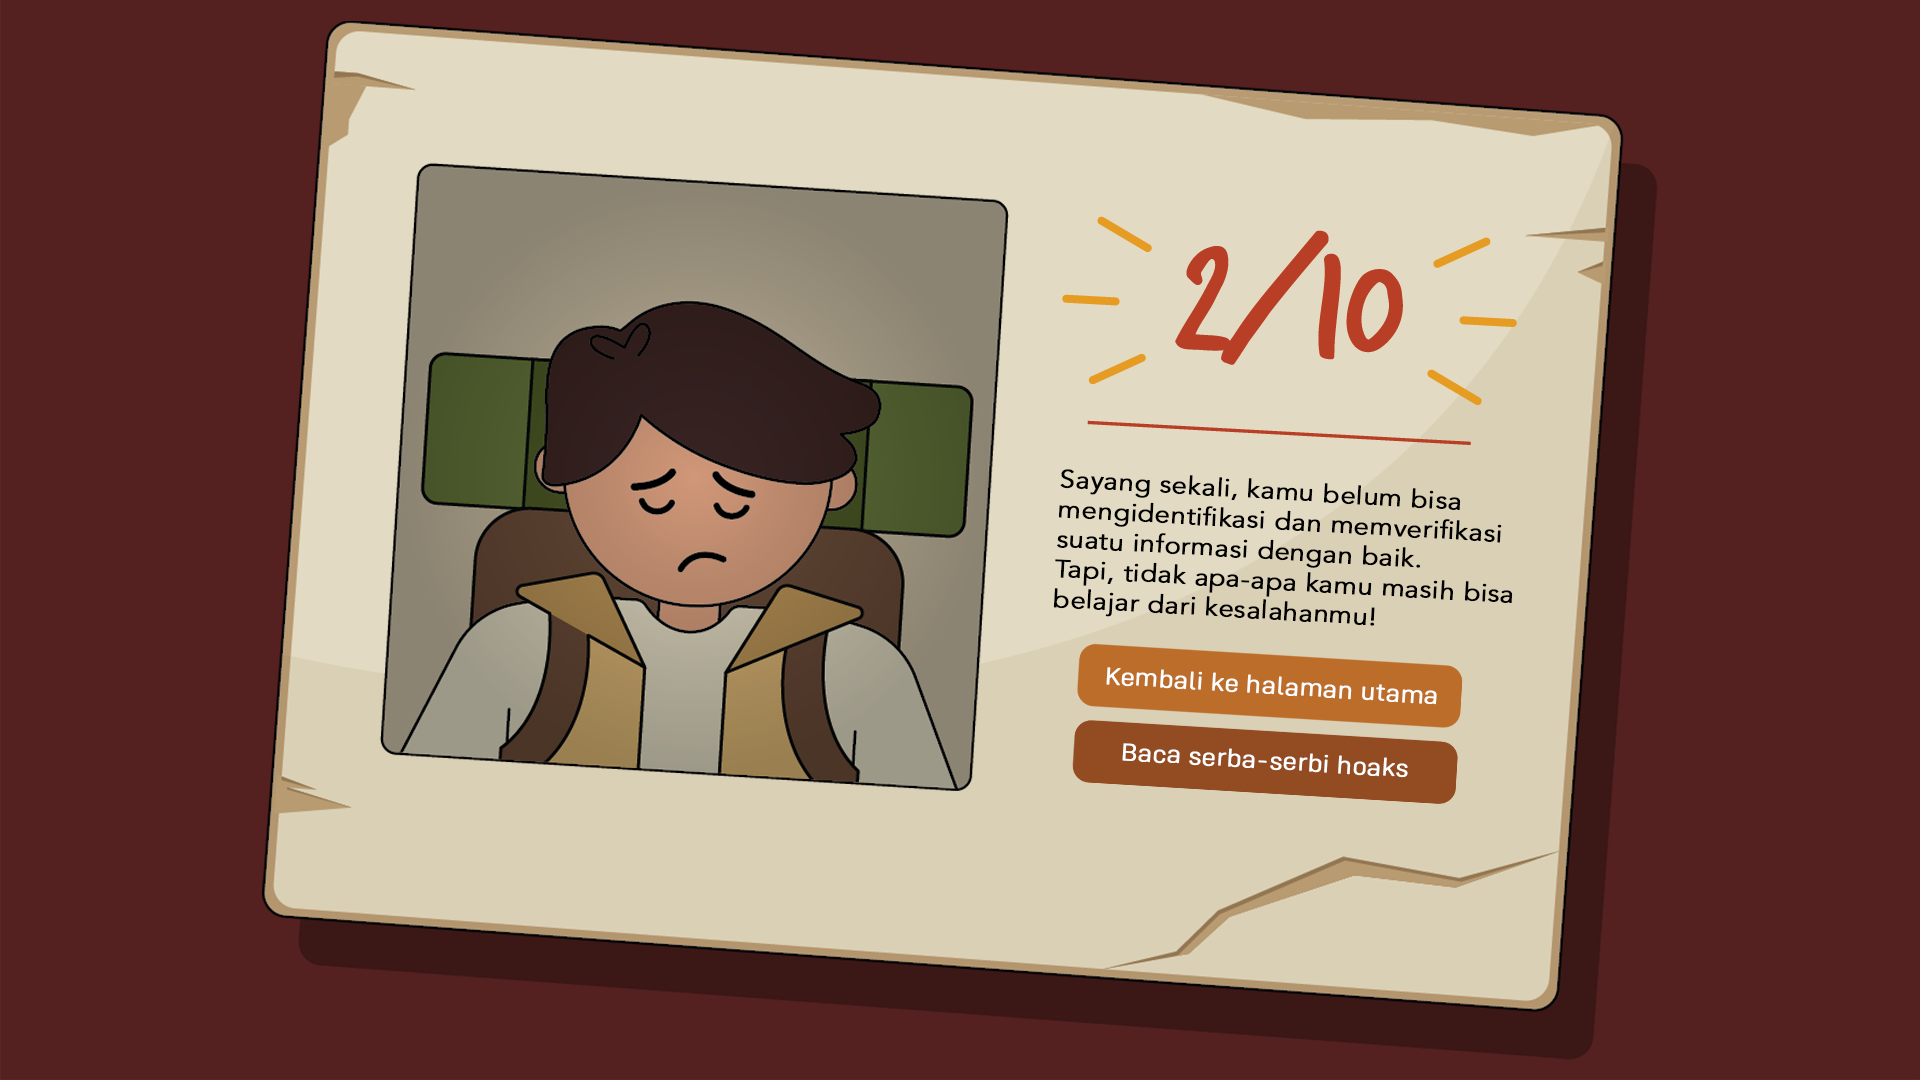 2/10
Sayang sekali, kamu belum bisa
mengidentifikasi dan memverifikasi
suatu informasi dengan baik.
Tapi, tidak apa-apa kamu masih bisa
belajar dari kesalahanmu!
Kembali ke halaman utama
Baca serba-serbi hoaks